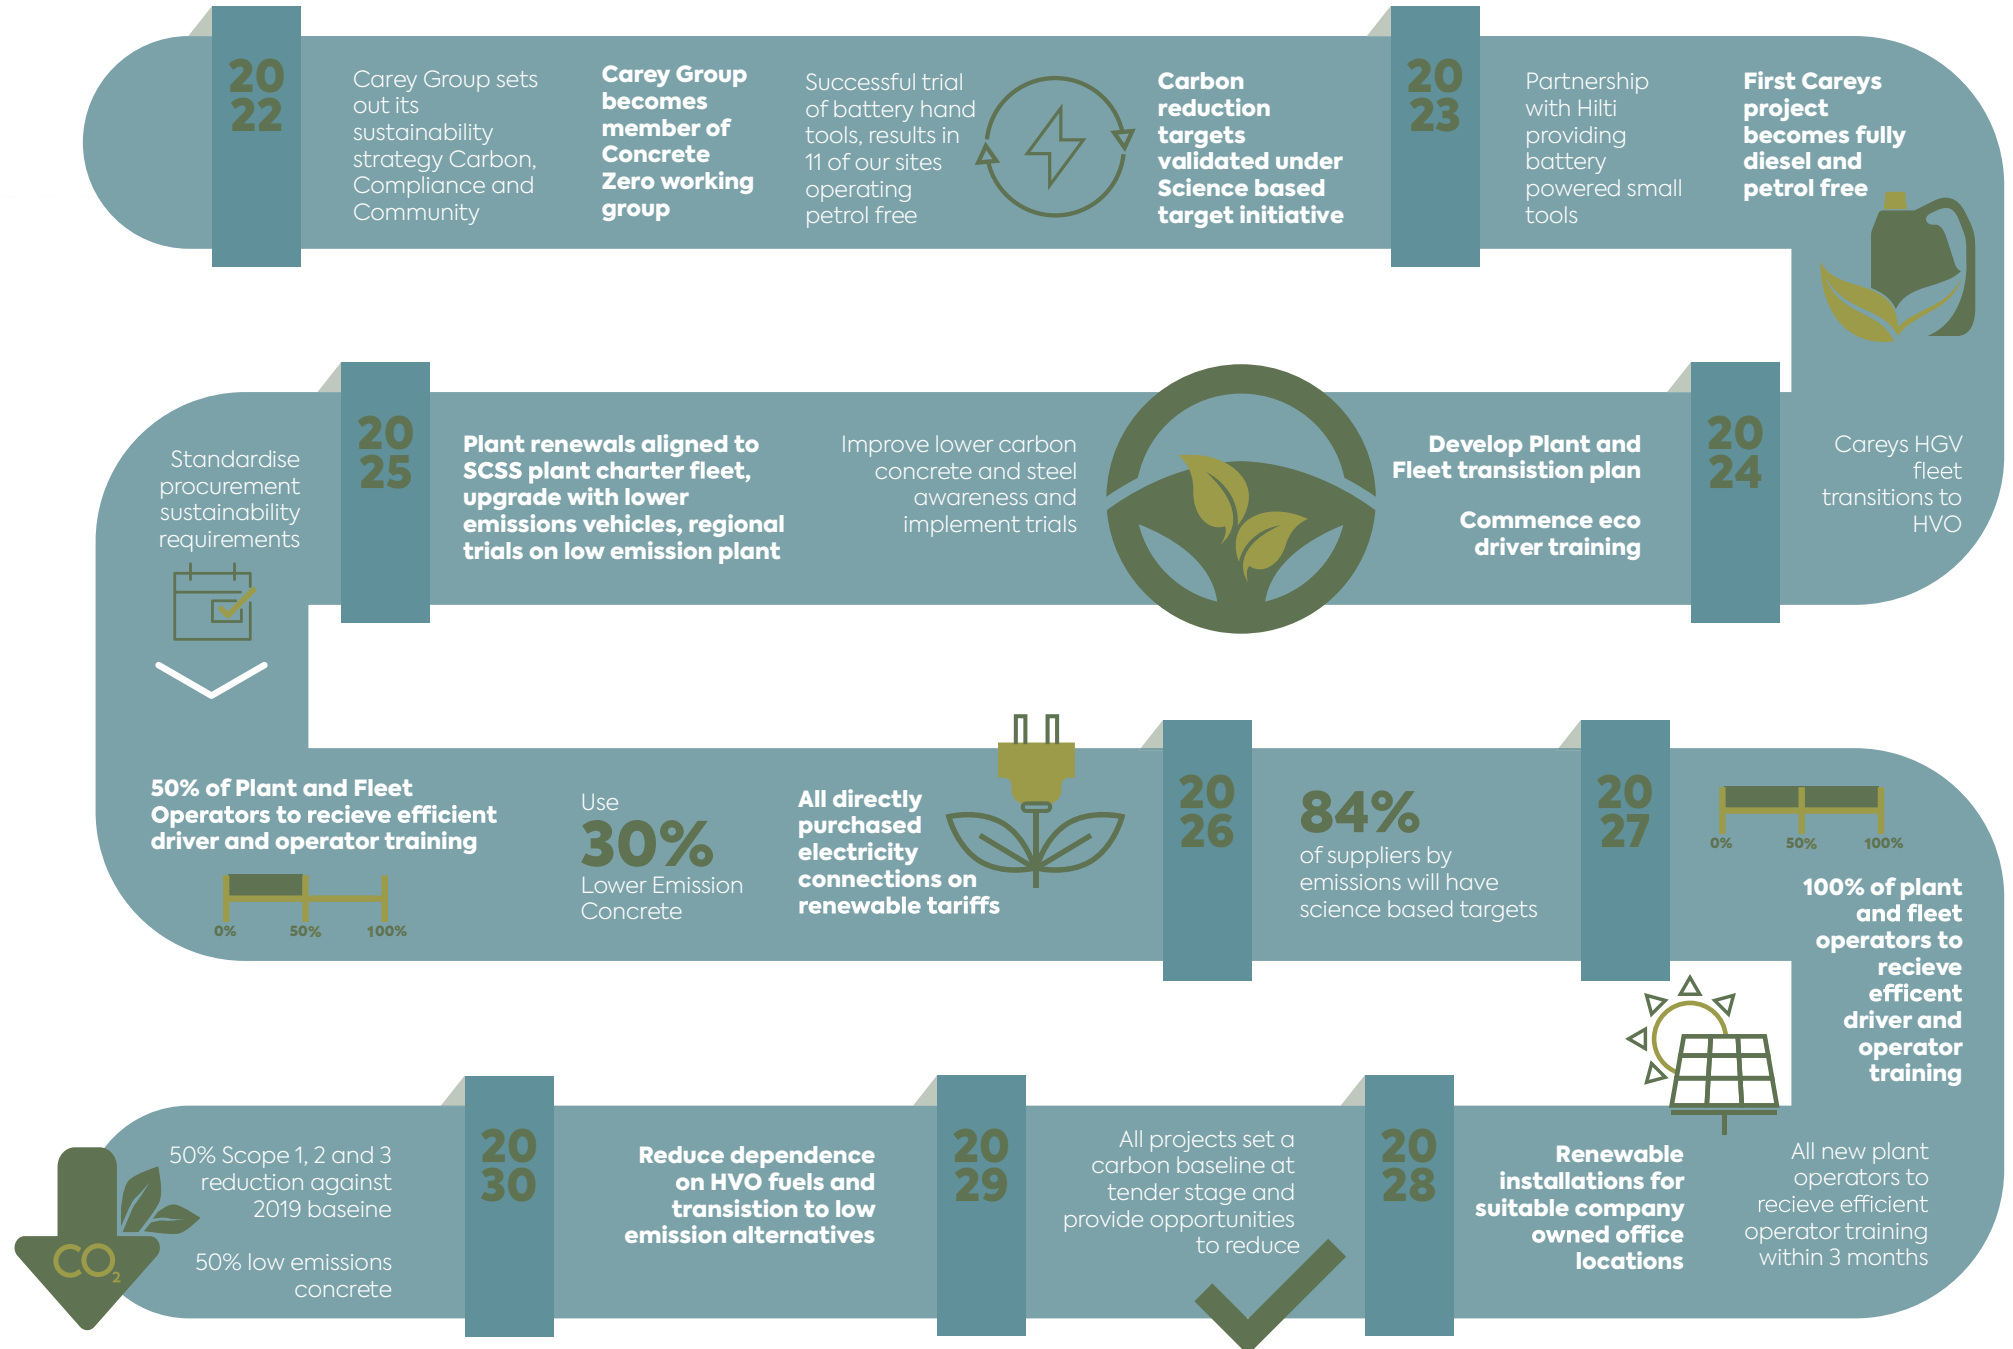 20
22
Carey Group sets
out its
sustainability
strategy Carbon,
Compliance and
Community
Carey Group
becomes
member of
Concrete
Zero working
group
Successful trial
of battery hand
tools, results in
11 of our sites
operating
petrol free
Carbon
reduction
targets
validated under
Science based
target initiative
20
23
Partnership
with Hilti
providing
battery
powered small
tools
First Careys
project
becomes fully
diesel and
petrol free
Careys HGV
fleet
transitions to
HVO
20
24
Develop Plant and
Fleet transistion plan
Commence eco
driver training
Improve lower carbon
concrete and steel
awareness and
implement trials
Plant renewals aligned to
SCSS plant charter fleet,
upgrade with lower
emissions vehicles, regional
trials on low emission plant
20
25
Standardise
procurement
sustainability
requirements
50% of Plant and Fleet
Operators to recieve efficient
driver and operator training
0% 50% 100%
Use
30%
Lower Emission
Concrete
All directly
purchased
electricity
connections on
renewable tariffs
20
26
84%
of suppliers by
emissions will have
science based targets
20
27
0% 50% 100%
100% of plant
and fleet
operators to
recieve
efficent
driver and
operator
training
All new plant
operators to
recieve efficient
operator training
within 3 months
Renewable
installations for
suitable company
owned office
locations
20
28
All projects set a
carbon baseline at
tender stage and
provide opportunities
to reduce
20
29
Reduce dependence
on HVO fuels and
transistion to low
emission alternatives
20
30
50% Scope 1, 2 and 3
reduction against
2019 baseine
50% low emissions
concrete
CO2